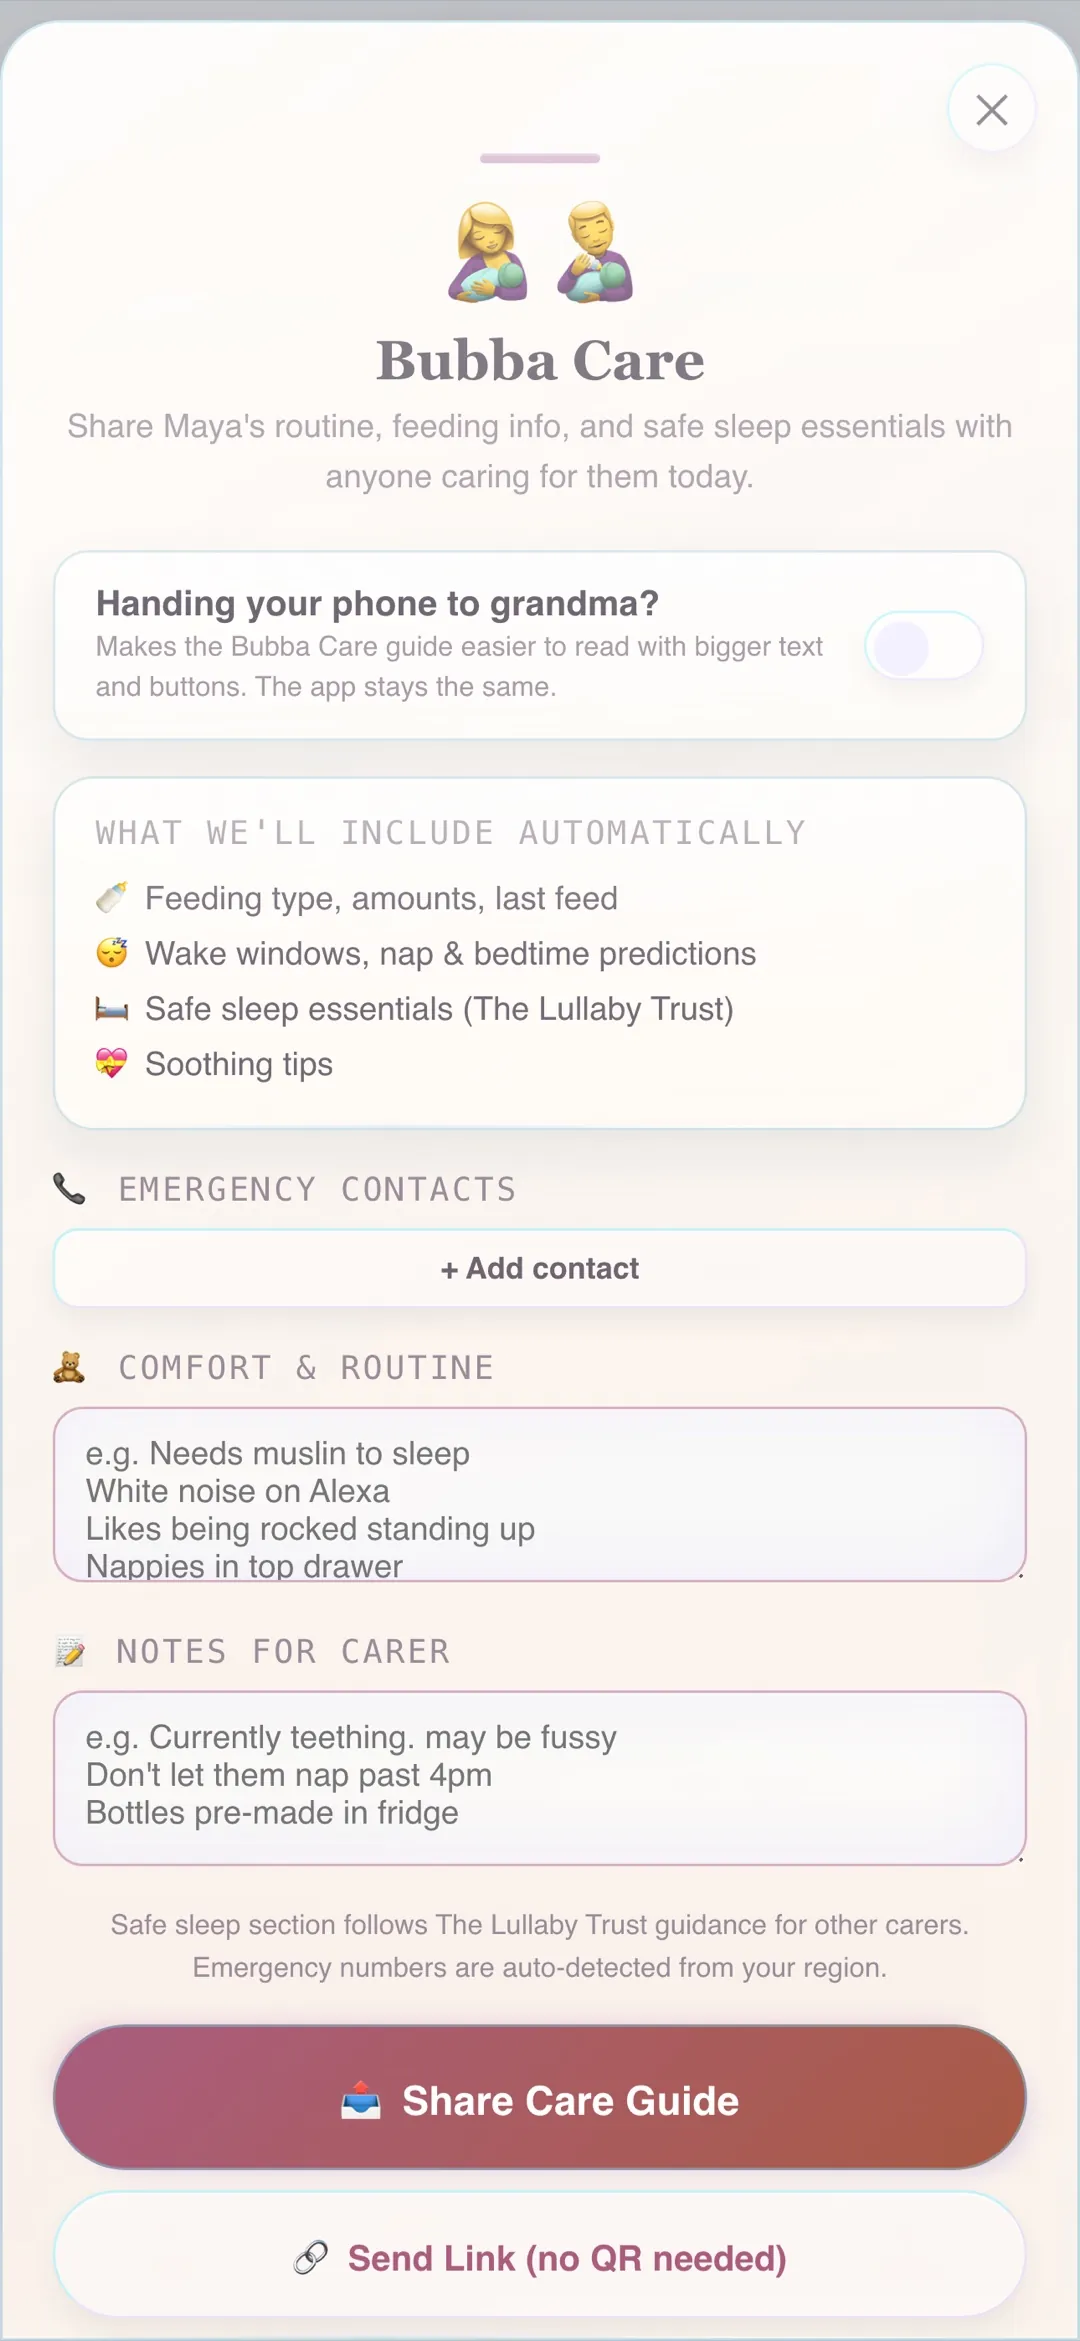 Bubba Care
Share Maya's routine, feeding info, and safe sleep essentials with
anyone caring for them today.
Handing your phone to grandma?
Makes the Bubba Care guide easier to read with bigger text
and buttons. The app stays the same.
WHAT WE'LL INCLUDE AUTOMATICALLY
Feeding type, amounts, last feed
Wake windows, nap & bedtime predictions
Safe sleep essentials (The Lullaby Trust)
Soothing tips
EMERGENCY CONTACTS
+ Add contact
COMFORT & ROUTINE
e.g. Needs muslin to sleep
White noise on Alexa
Likes being rocked standing up
Nappies in top drawer
NOTES FOR CARER
e.g. Currently teething. may be fussy
Don't let them nap past 4pm
Bottles pre-made in fridge
Safe sleep section follows The Lullaby Trust guidance for other carers.
Emergency numbers are auto-detected from your region.
Share Care Guide
Send Link (no QR needed)